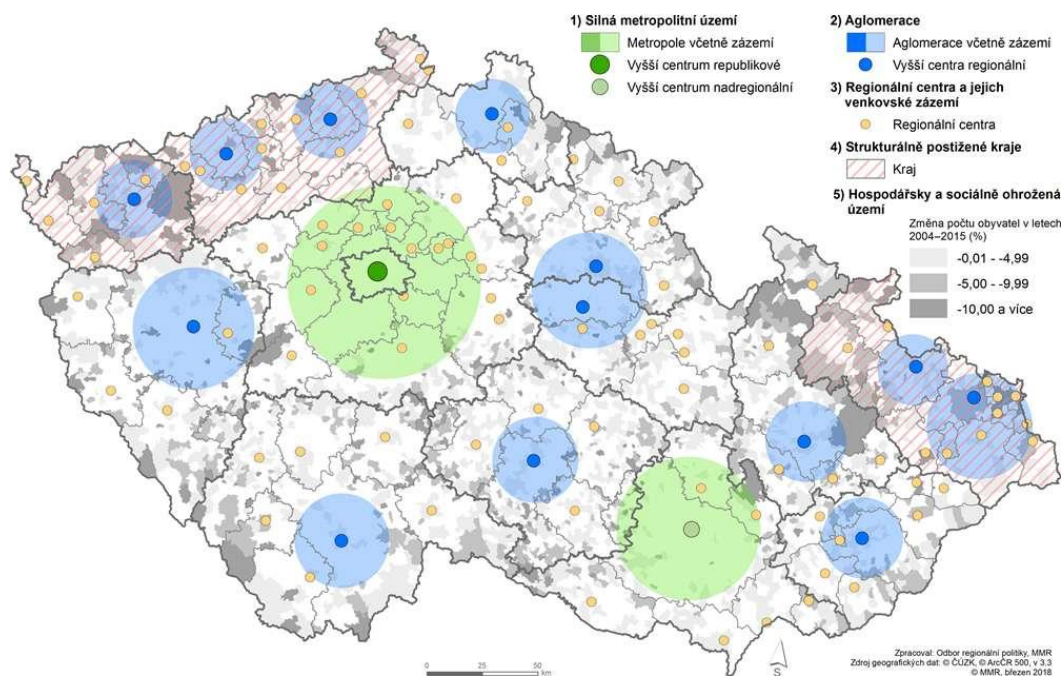 1) Silná metropolitní území
Metropole včetně zázemí
Vyšší centrum republikové
Vyšší centrum nadregionální
2) Aglomerace
Aglomerace včetně zázemí
Vyšší centra regionální
3) Regionální centra a jejich
venkovské zázemí
Regionální centra
4) Strukturálně postižené kraje
Kraj
5) Hospodářsky a sociálně ohrožená
území
Změna počtu obyvatel v letech
2004–2015 (%)
-0,01 - -4,99
-5,00 - -9,99
-10,00 a více
0 25 50
km
S
Zpracoval: Odbor regionální politiky, MMR
Zdroj geografických dat: © ČÚZK, © ArcČR 500, v 3.3
© MMR, březen 2018